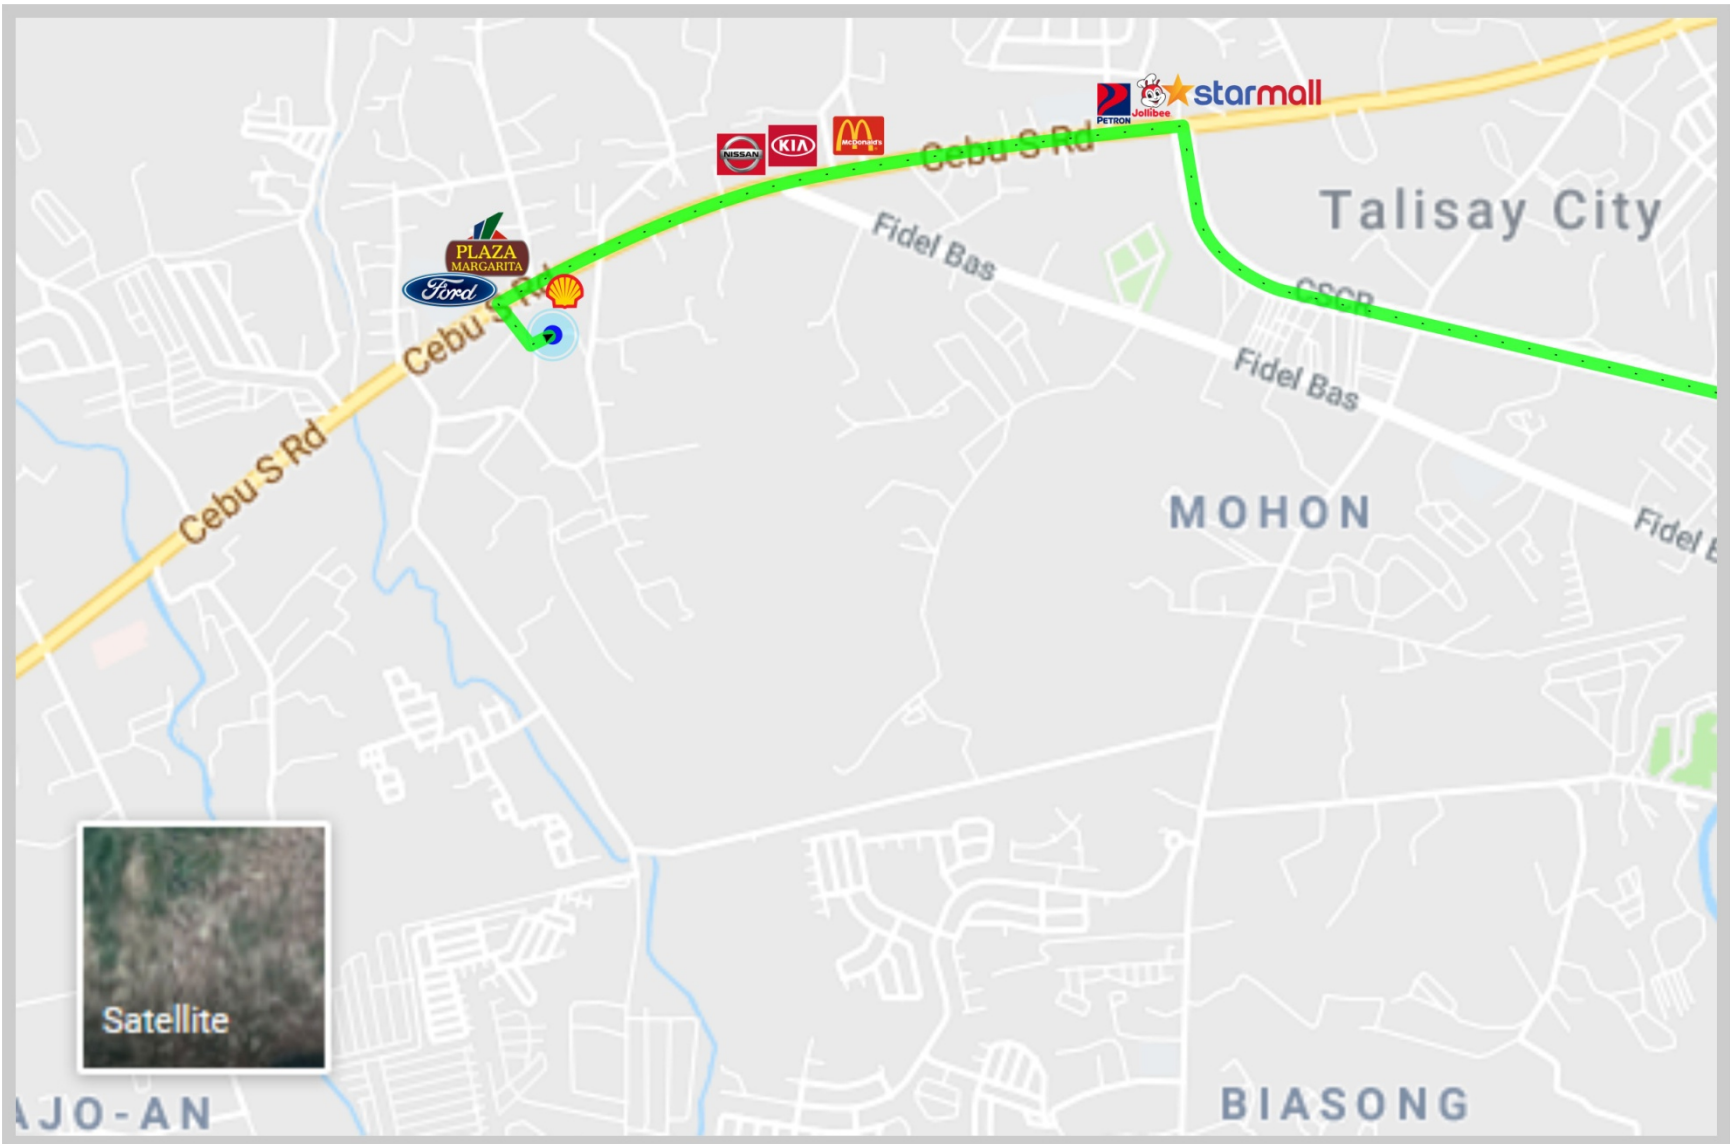 PETRON
Jollibee
starmall
NISSAN
KIA
McDonald's
Cebu S Rd
Talisay City
Fidel Bas
PLAZA
MARGARITA
Ford
Cebu S Rd
CSCR
Fidel Bas
Cebu S Rd
MOHON
Fidel B
Satellite
AJO-AN
BIASONG